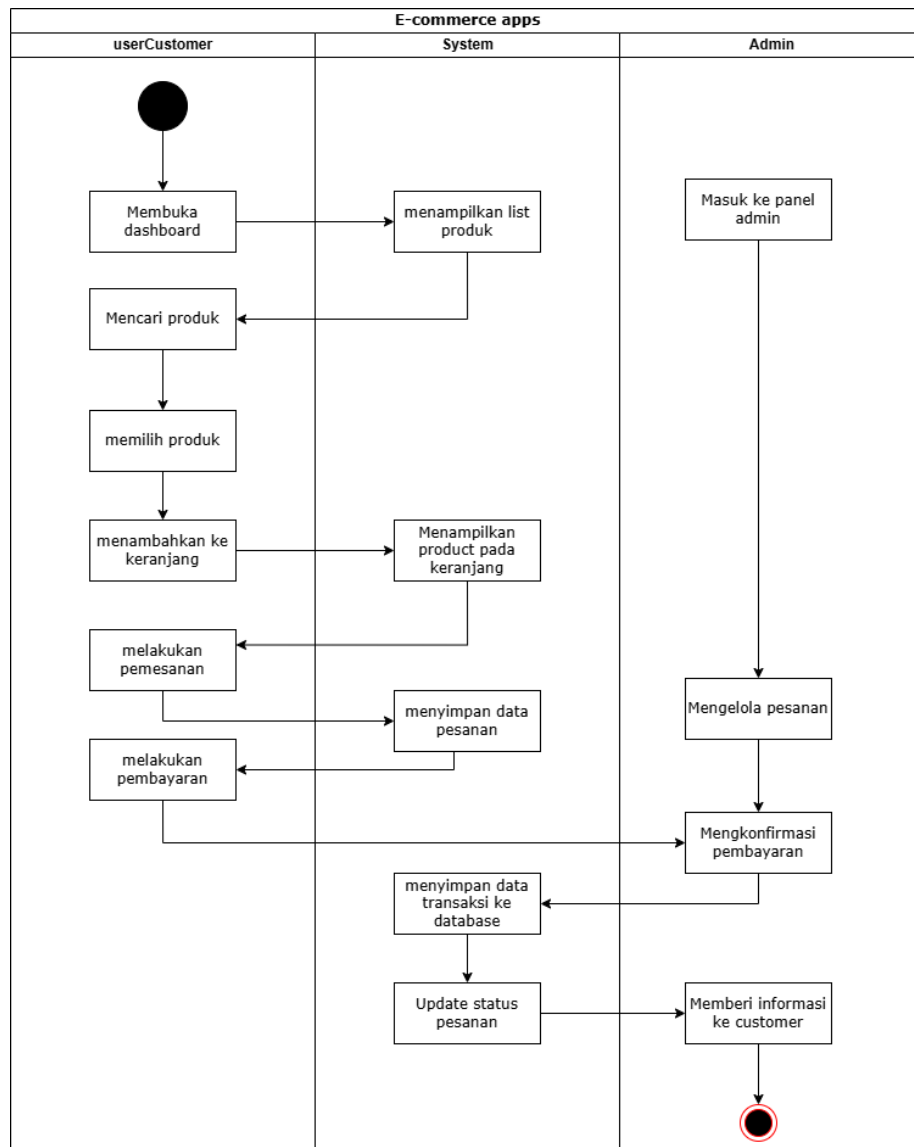 E-commerce apps
userCustomer
System
Admin
Membuka
dashboard
menampilkan list
produk
Masuk ke panel
admin
Mencari produk
memilih produk
menambahkan ke
keranjang
Menampilkan
product pada
keranjang
melakukan
pemesanan
menyimpan data
pesanan
Mengelola pesanan
melakukan
pembayaran
Mengkonfirmasi
pembayaran
menyimpan data
transaksi ke
database
Update status
pesanan
Memberi informasi
ke customer